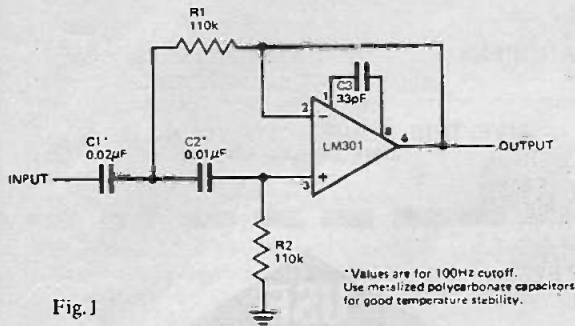 R1
110k
C3
33pF
1
8
2
−
LM301
4
OUTPUT
C1*
0.02μF
C2*
0.01μF
INPUT
3
+
R2
110k
*Values are for 100Hz cutoff.
Use metalized polycarbonate capacitors
for good temperature stability.
Fig.1